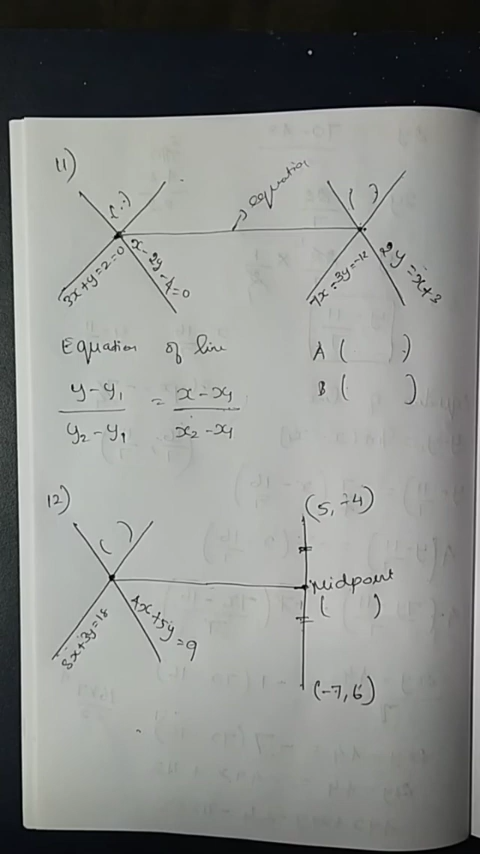 11)
equation
(..)
( )
3x+y=2=0
x-2y-4=0
7x-3y=-12
2y=x+3
Equation of line
A ( )
B ( )
y-y₁ / y₂-y₁ = x-x₁ / x₂-x₁
12)
(5, -4)
( )
Midpoint
( )
8x+3y=18
4x+5y=9
(-7, 6)